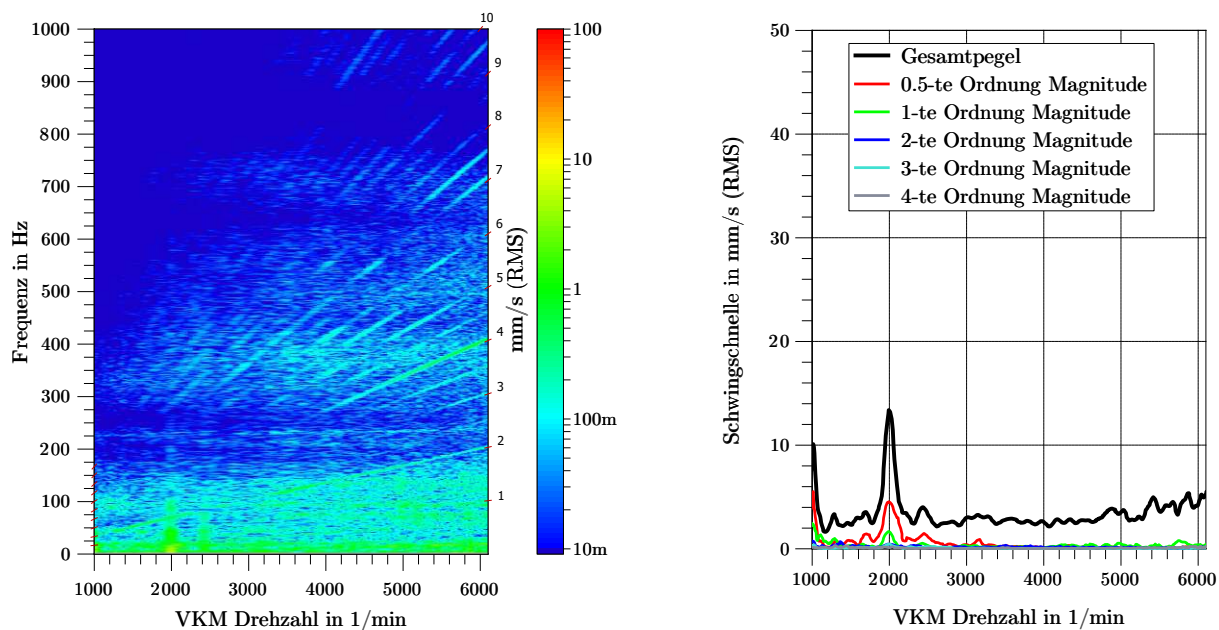 1000
900
800
700
600
500
400
300
200
100
0
Frequenz in Hz
1000 2000 3000 4000 5000 6000
VKM Drehzahl in 1/min
10
9
8
7
6
5
4
3
2
1
100
10
1
100m
10m
mm/s (RMS)
50
40
30
20
10
0
Schwingschnelle in mm/s (RMS)
Gesamtpegel
0.5-te Ordnung Magnitude
1-te Ordnung Magnitude
2-te Ordnung Magnitude
3-te Ordnung Magnitude
4-te Ordnung Magnitude
1000 2000 3000 4000 5000 6000
VKM Drehzahl in 1/min